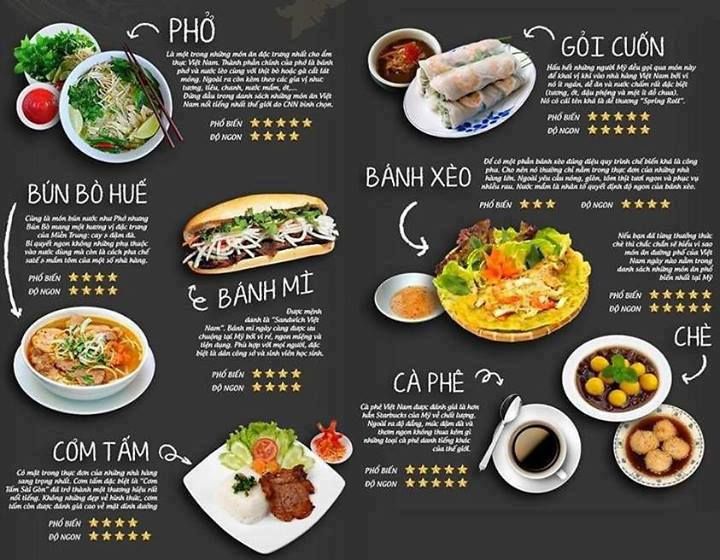 PHỞ
Là một trong những món ăn đặc trưng nhất cho ẩm
thực Việt Nam. Thành phần chính của phở là bánh
phở và nước lèo cùng với thịt bò hoặc gà cắt lát
mỏng. Ngoài ra còn kèm theo các gia vị như:
tương, tiêu, chanh, nước mắm, ớt,...
Đứng đầu trong danh sách những món ăn Việt
Nam nổi tiếng nhất thế giới do CNN bình chọn.
PHỔ BIẾN
ĐỘ NGON
BÚN BÒ HUẾ
Cũng là món bún nước như Phở nhưng
Bún Bò mang một hương vị đặc trưng
của Miền Trung: cay & đậm đà.
Bí quyết ngon không những phụ thuộc
vào nước dùng mà còn là cách pha chế
saté & mắm tôm của một số nhà hàng.
PHỔ BIẾN
ĐỘ NGON
BÁNH MÌ
Được mệnh
danh là "Sandwich Việt
Nam". Bánh mì ngày càng được ưu
chuộng tại Mỹ bởi vì rẻ, ngon miệng và
tiện dụng. Phù hợp với mọi người, đặc
biệt là dân công sở và sinh viên học sinh.
PHỔ BIẾN
ĐỘ NGON
CƠM TẤM
Có mặt trong thực đơn của những nhà hàng
sang trọng nhất. Cơm tấm đặc biệt là "Cơm
Tấm Sài Gòn" đã trở thành một thương hiệu rất
nổi tiếng. Không những đẹp về hình thức, cơm
tấm còn được đánh giá cao về mặt dinh dưỡng
PHỔ BIẾN
ĐỘ NGON
GỎI CUỐN
Hầu hết những người Mỹ đều gọi qua món này
để khai vị khi vào nhà hàng Việt Nam bởi vì
nó ít ngán, dễ ăn và nước chấm rất đặc biệt
(tương, ớt, đậu phộng và một ít đồ chua).
Nó có cái tên khá là dễ thương "Spring Roll".
PHỔ BIẾN
ĐỘ NGON
BÁNH XÈO
Để có một phần bánh xèo đúng điệu quy trình chế biến khá là công
phu. Cho nên nó thường chỉ nằm trong thực đơn của những nhà
hàng lớn. Ngoài yêu cầu nóng, giòn, tôm thịt tươi ngon và phục vụ
nhiều rau. Nước mắm là nhân tố quyết định độ ngon của bánh xèo.
PHỔ BIẾN
ĐỘ NGON
Nếu bạn đã từng thưởng thức
chè thì chắc chắn sẽ hiểu vì sao
món ăn đường phố của Việt
Nam ngày nào nằm trong
danh sách những món ăn phổ
biến nhất tại Mỹ
PHỔ BIẾN
ĐỘ NGON
CHÈ
CÀ PHÊ
Cà phê Việt Nam được đánh giá là hơn
hẳn Starbucks của Mỹ về chất lượng.
Ngoài ra độ đắng, mức đậm đà và
thơm ngon không thua kém gì
những loại cà phê danh tiếng khác
của thế giới.
PHỔ BIẾN
ĐỘ NGON